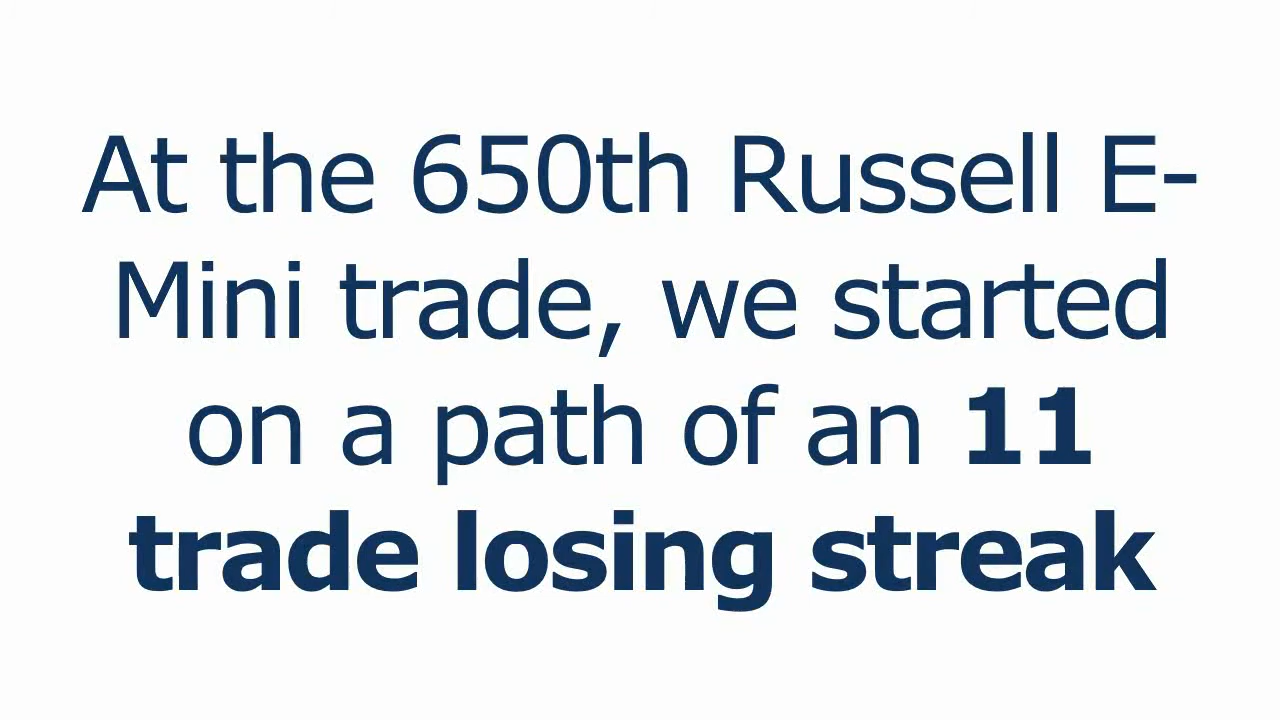 At the 650th Russell E-
Mini trade, we started
on a path of an 11
trade losing streak